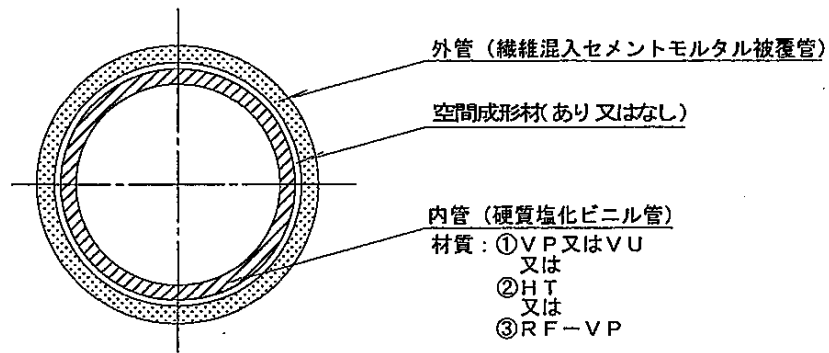 外管（繊維混入セメントモルタル被覆管）
空間成形材（あり又はなし）
内管（硬質塩化ビニル管）
材質：①ＶＰ又はＶＵ
又は
②ＨＴ
又は
③ＲＦ－ＶＰ